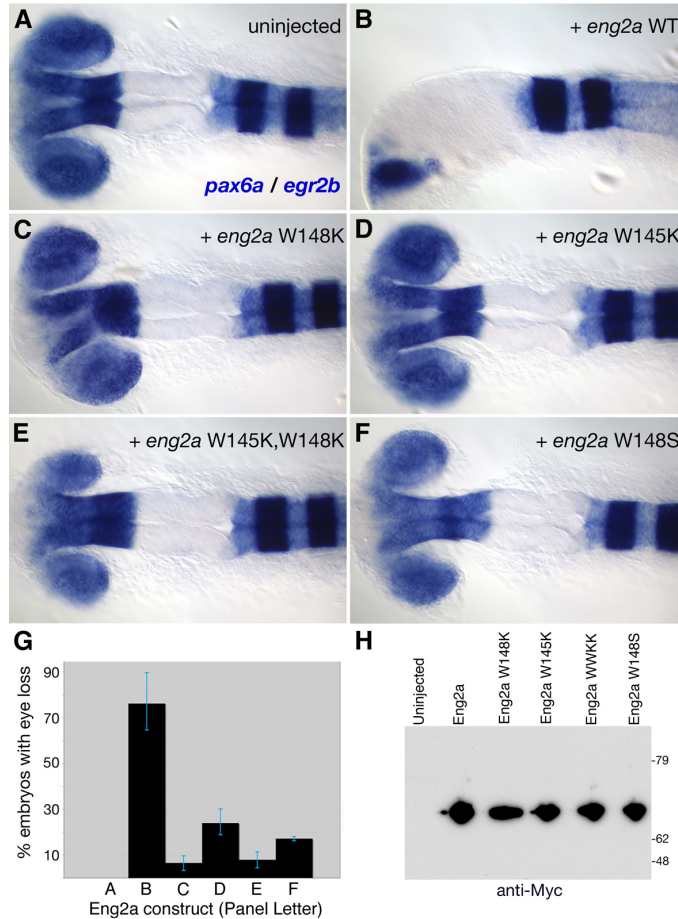 A
uninjected
pax6a / egr2b
B
+ eng2a WT
C
+ eng2a W148K
D
+ eng2a W145K
E
+ eng2a W145K,W148K
F
+ eng2a W148S
G
% embryos with eye loss
90
70
50
30
10
A B C D E F
Eng2a construct (Panel Letter)
H
Uninjected
Eng2a
Eng2a W148K
Eng2a W145K
Eng2a WWKK
Eng2a W148S
-79
-62
-48
anti-Myc